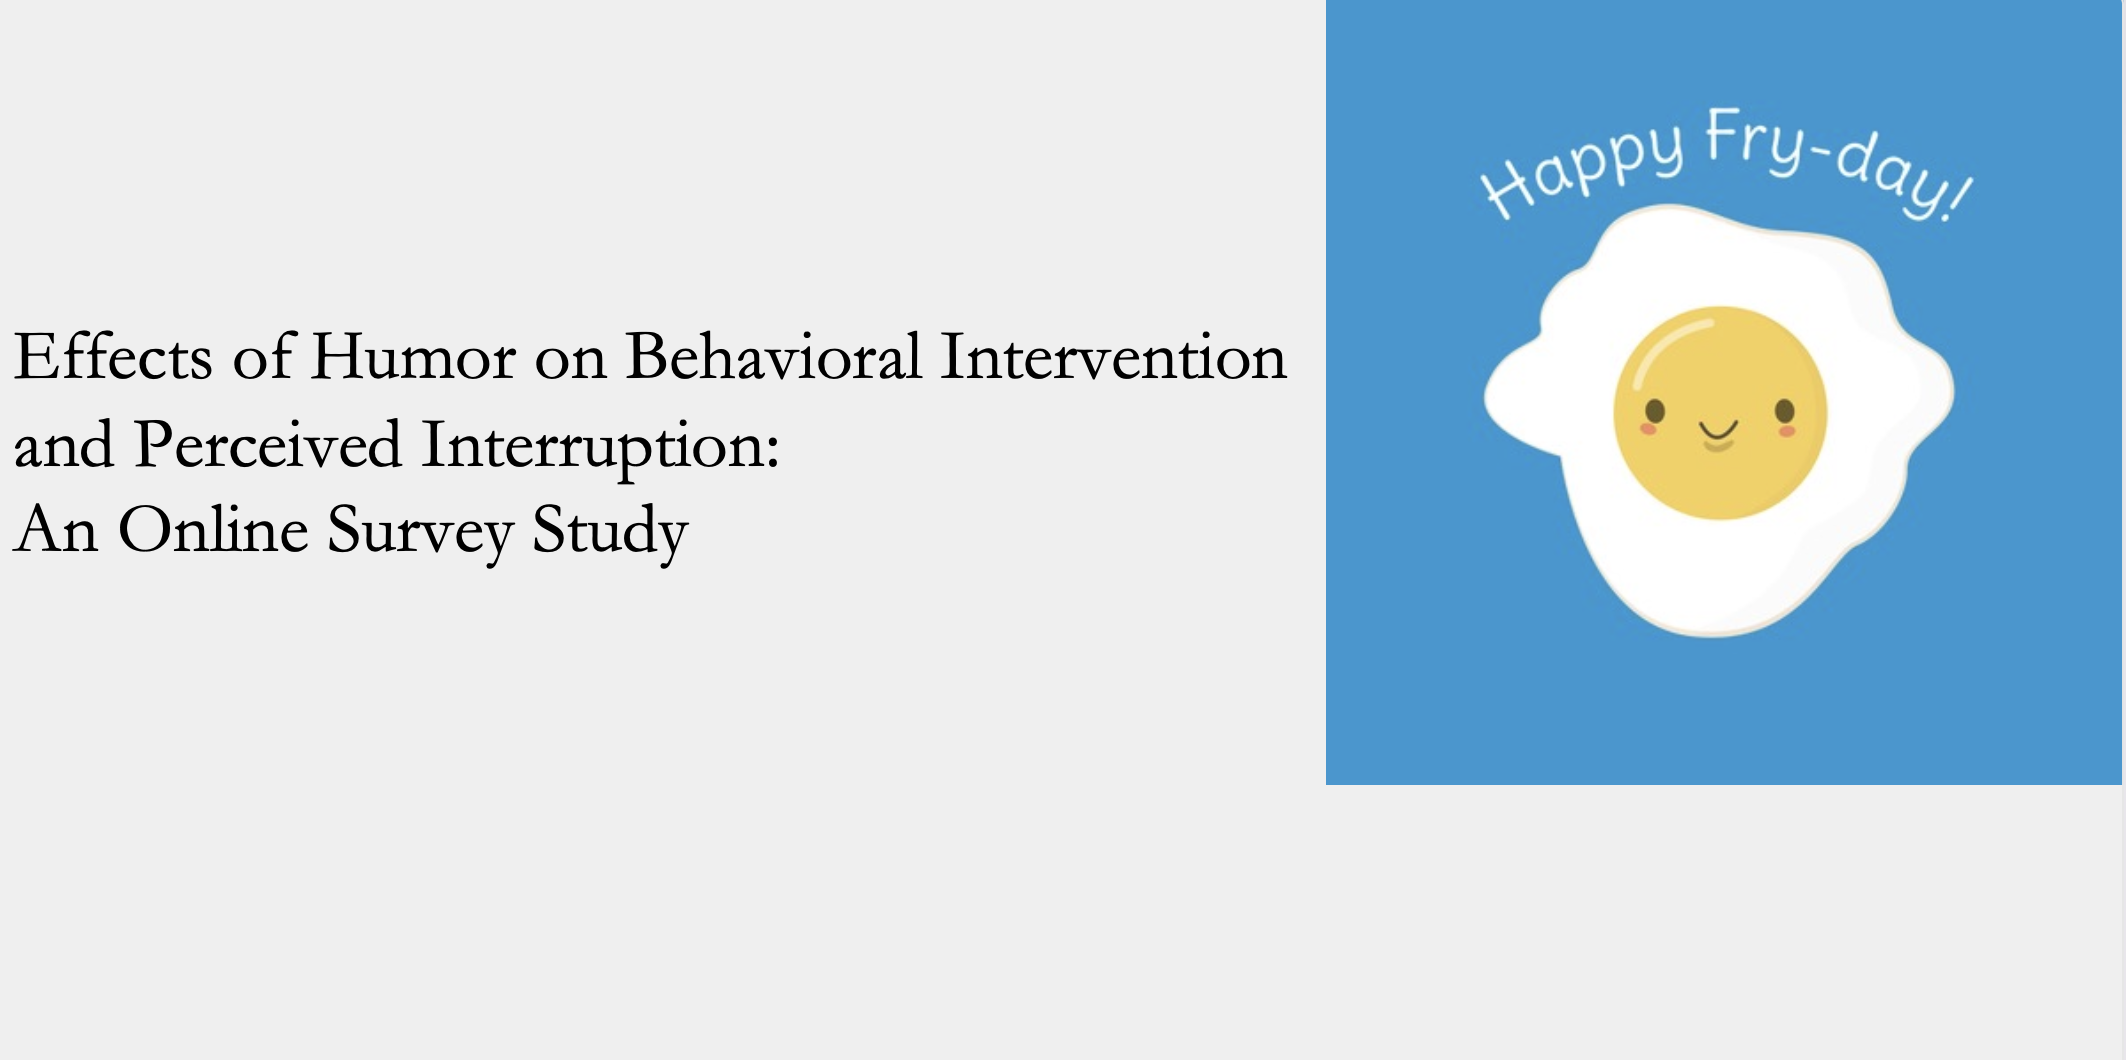 Effects of Humor on Behavioral Intervention
and Perceived Interruption:
An Online Survey Study
Happy Fry-day!